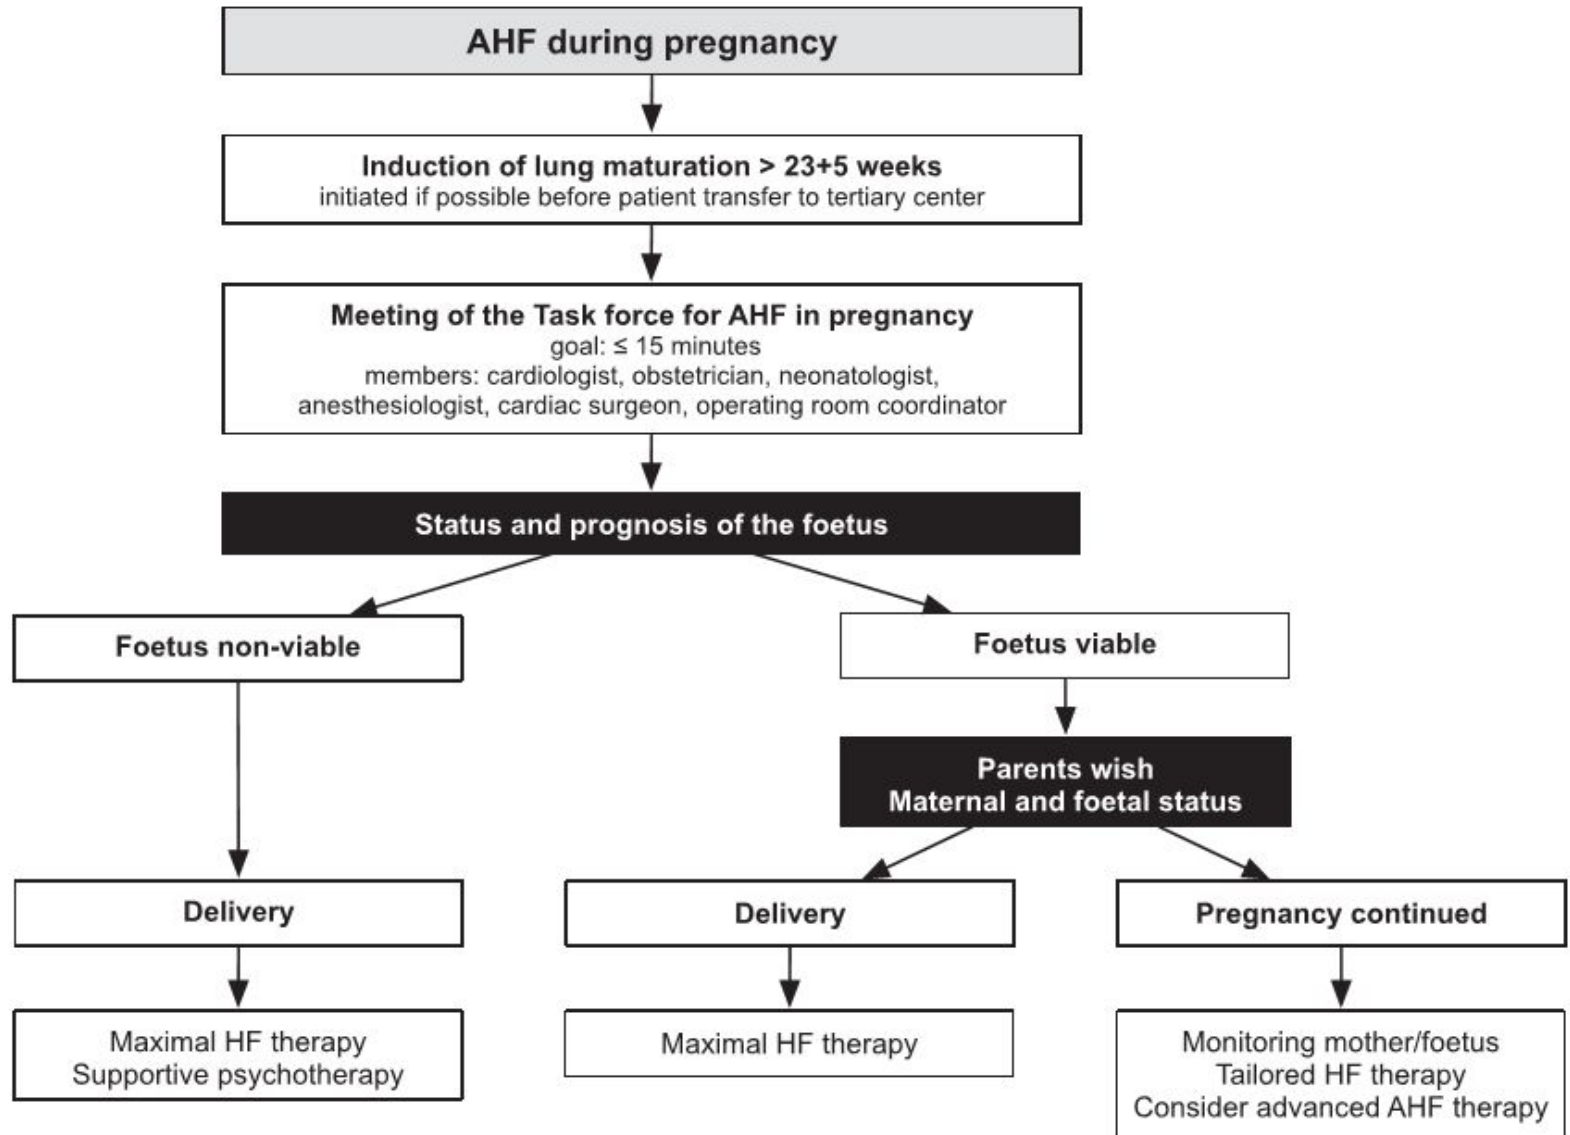 AHF during pregnancy
Induction of lung maturation > 23+5 weeks
initiated if possible before patient transfer to tertiary center
Meeting of the Task force for AHF in pregnancy
goal: ≤ 15 minutes
members: cardiologist, obstetrician, neonatologist,
anesthesiologist, cardiac surgeon, operating room coordinator
Status and prognosis of the foetus
Foetus non-viable
Foetus viable
Parents wish
Maternal and foetal status
Delivery
Delivery
Pregnancy continued
Maximal HF therapy
Supportive psychotherapy
Maximal HF therapy
Monitoring mother/foetus
Tailored HF therapy
Consider advanced AHF therapy